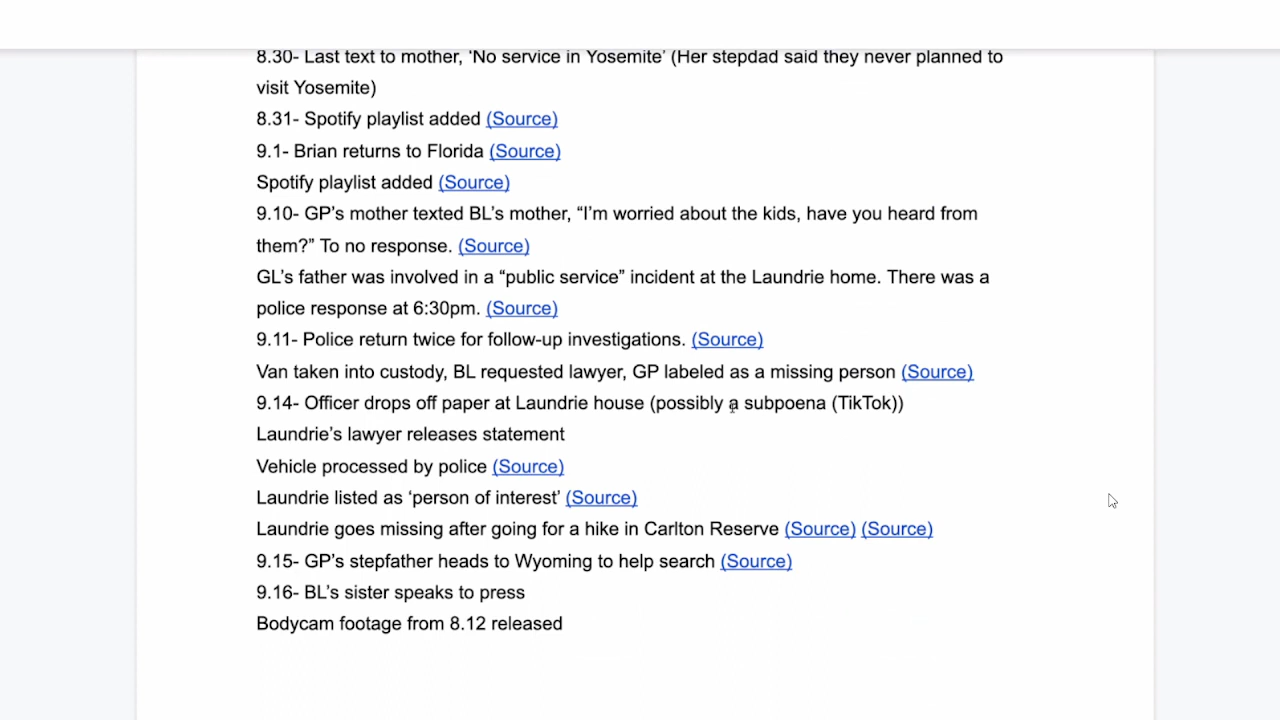 8.30- Last text to mother, ‘No service in Yosemite’ (Her stepdad said they never planned to
visit Yosemite)
8.31- Spotify playlist added (Source)
9.1- Brian returns to Florida (Source)
Spotify playlist added (Source)
9.10- GP’s mother texted BL’s mother, “I’m worried about the kids, have you heard from
them?” To no response. (Source)
GL’s father was involved in a “public service” incident at the Laundrie home. There was a
police response at 6:30pm. (Source)
9.11- Police return twice for follow-up investigations. (Source)
Van taken into custody, BL requested lawyer, GP labeled as a missing person (Source)
9.14- Officer drops off paper at Laundrie house (possibly a subpoena (TikTok))
Laundrie’s lawyer releases statement
Vehicle processed by police (Source)
Laundrie listed as ‘person of interest’ (Source)
Laundrie goes missing after going for a hike in Carlton Reserve (Source) (Source)
9.15- GP’s stepfather heads to Wyoming to help search (Source)
9.16- BL’s sister speaks to press
Bodycam footage from 8.12 released